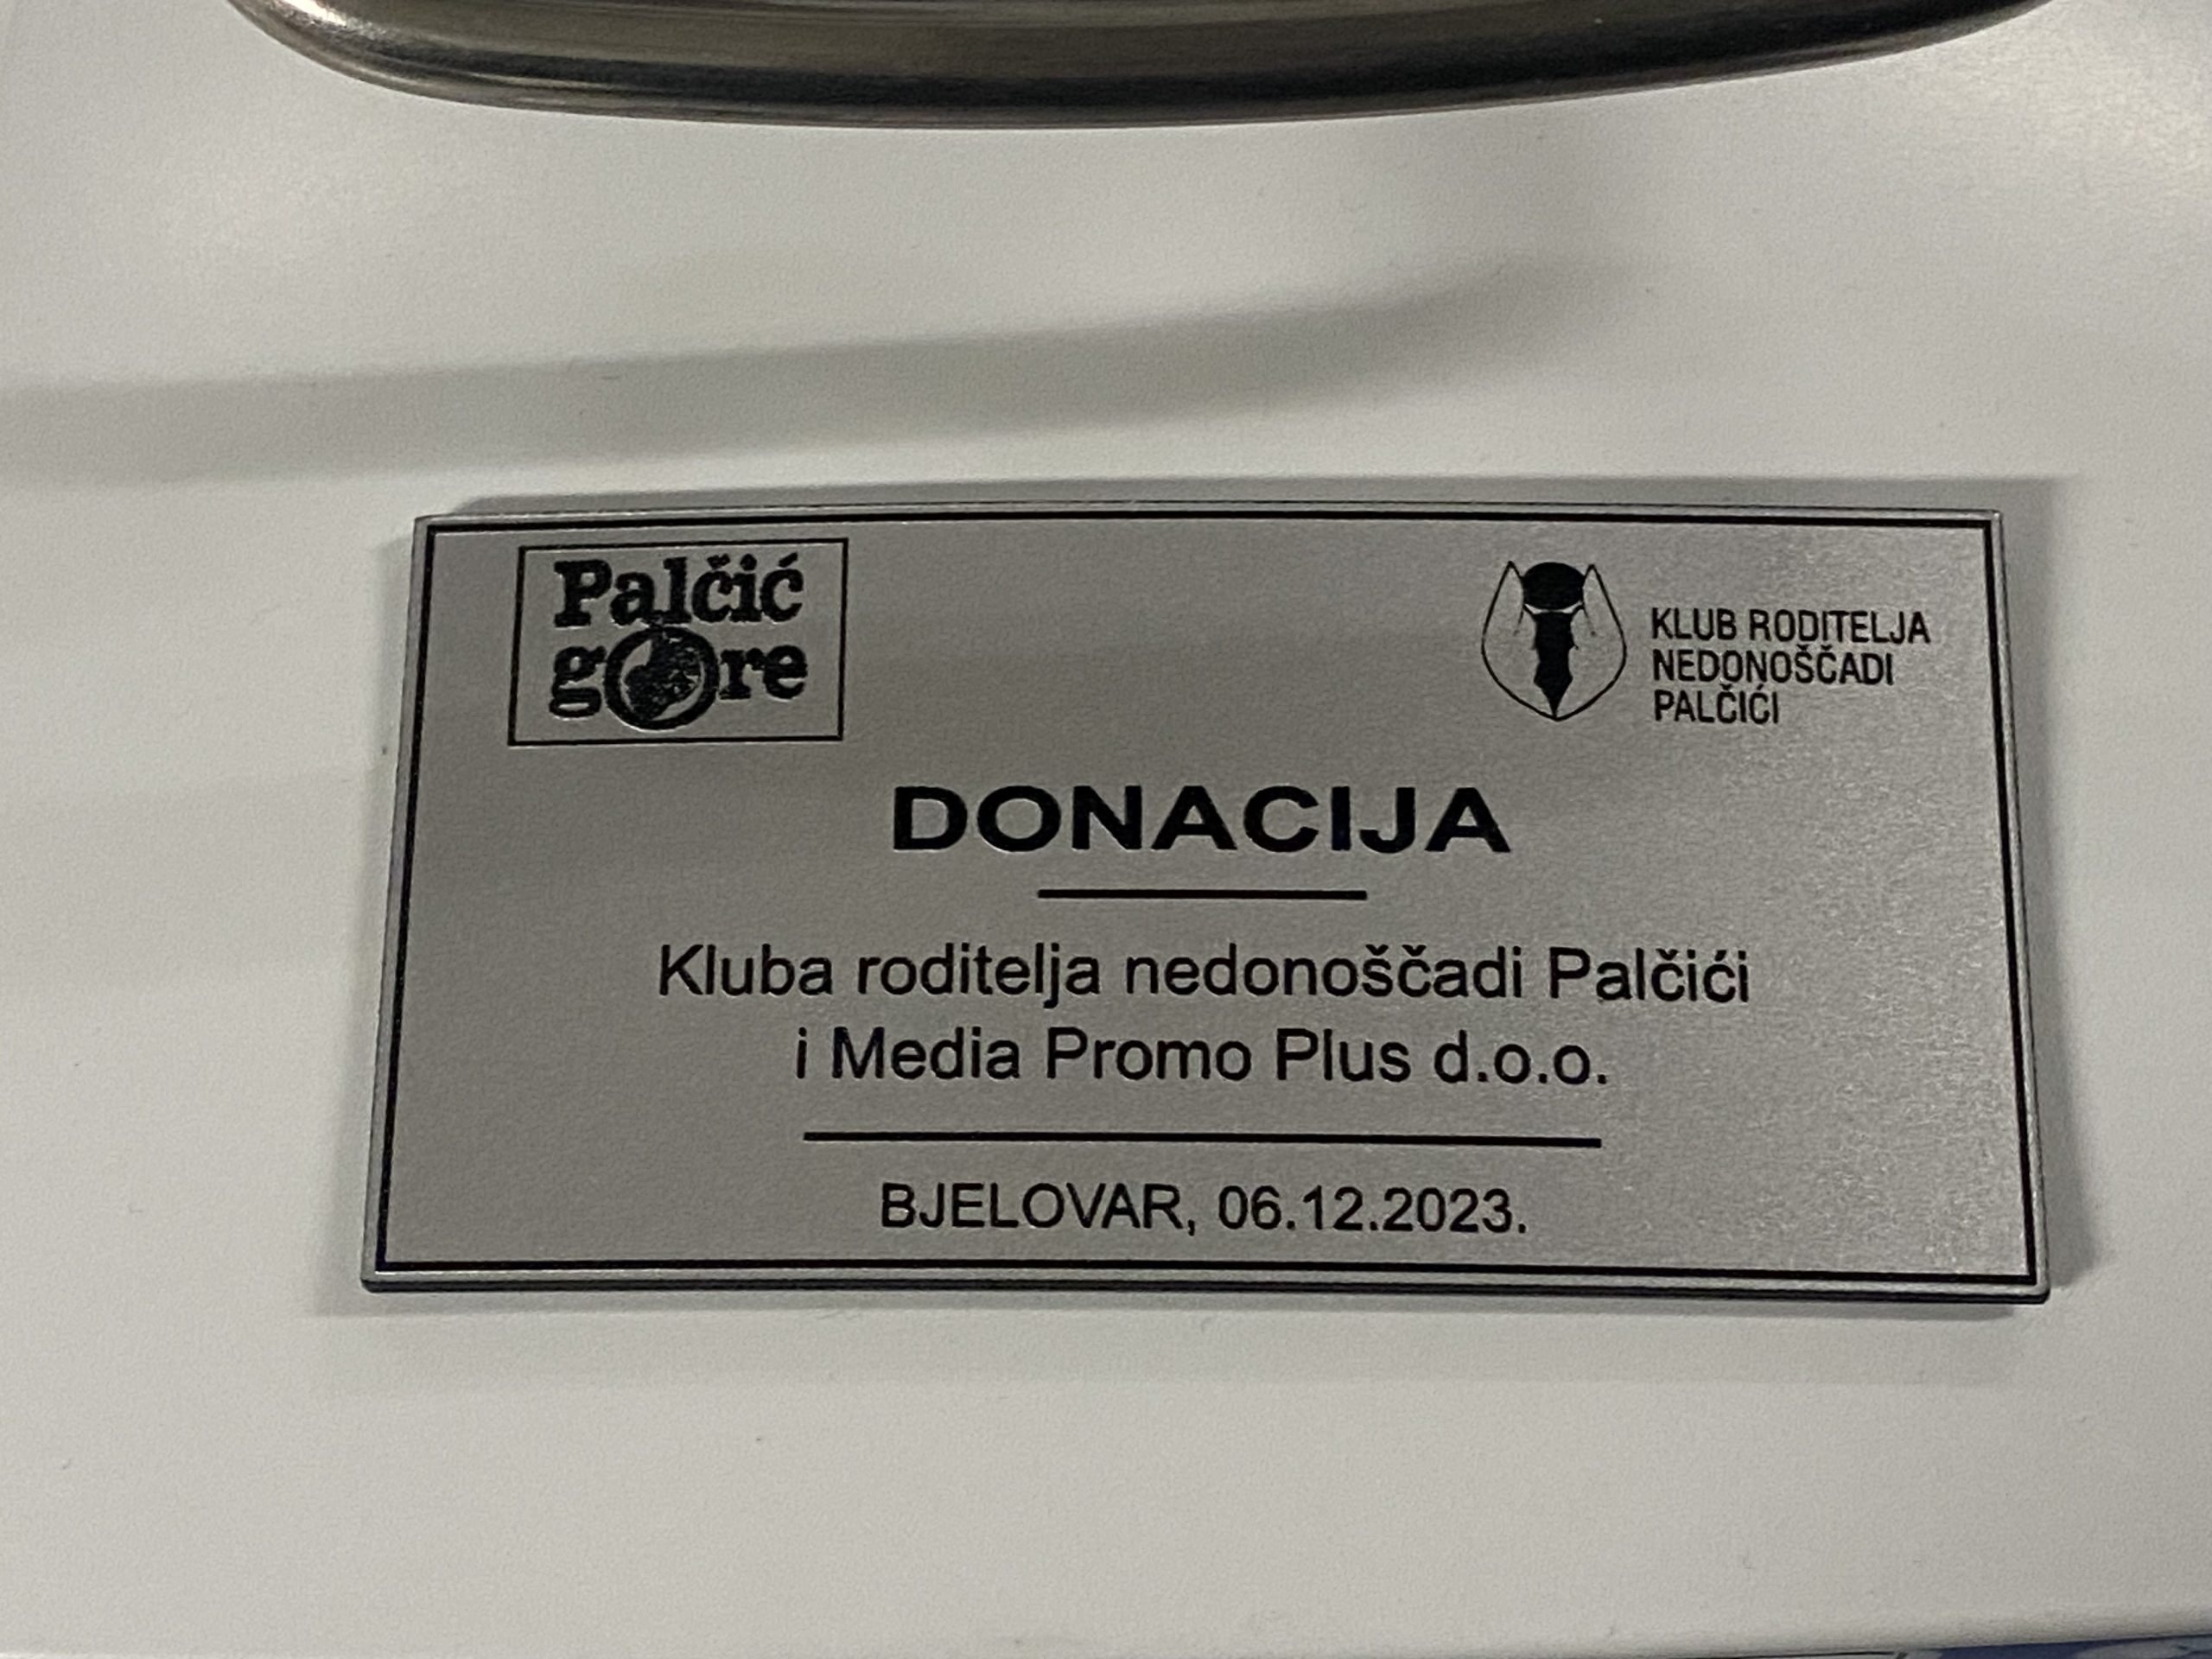 Palčić
gore
KLUB RODITELJA
NEDONOŠČADI
PALČIĆI
DONACIJA
Kluba roditelja nedonoščadi Palčići
i Media Promo Plus d.o.o.
BJELOVAR, 06.12.2023.